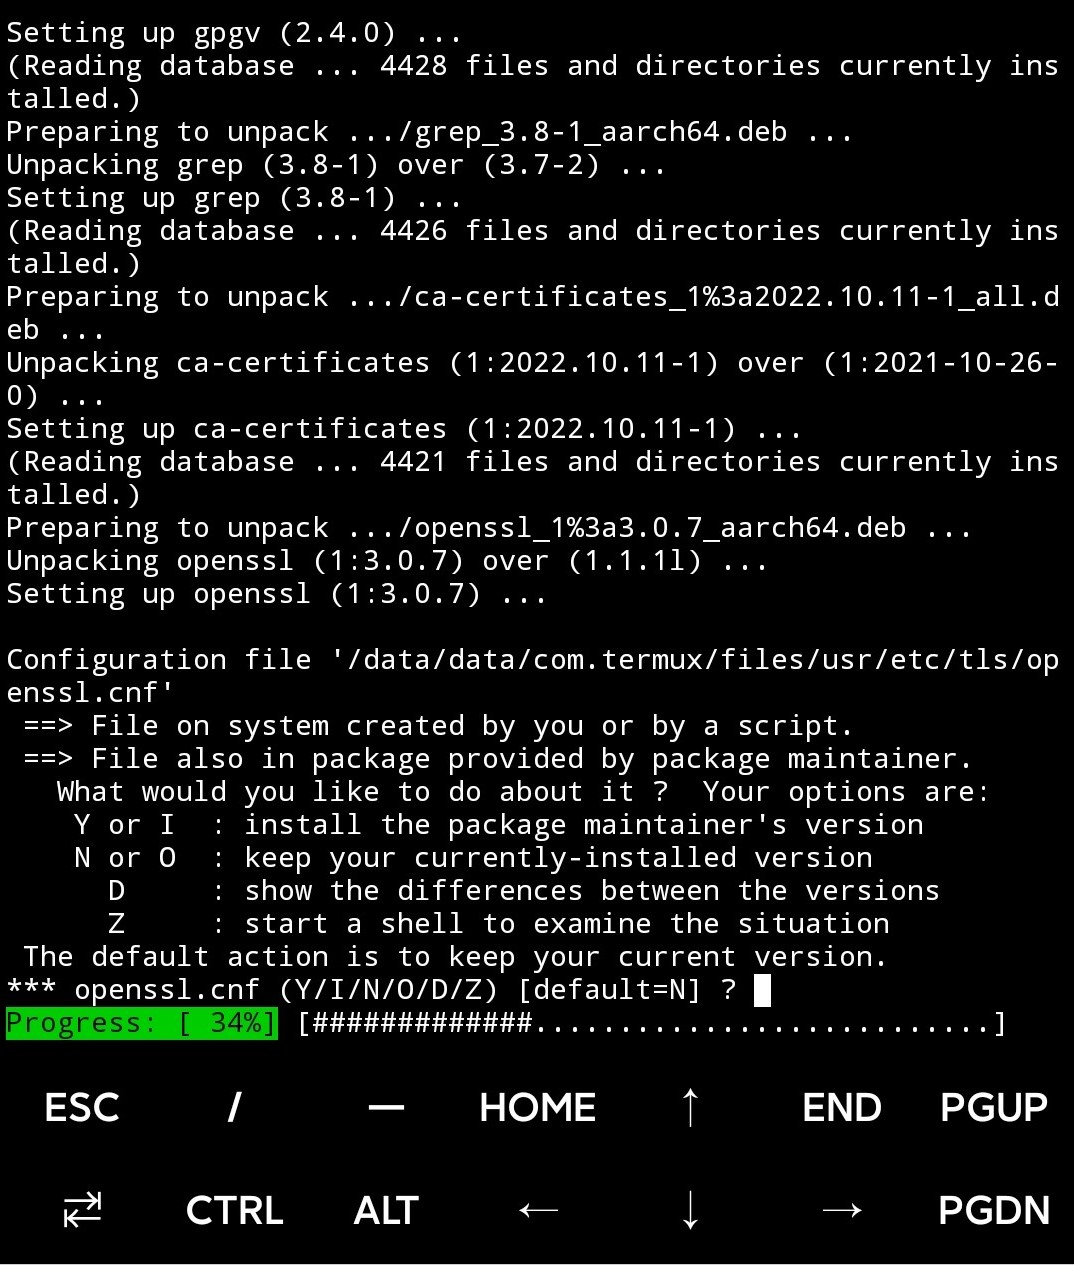 Setting up gpgv (2.4.0) ...
(Reading database ... 4428 files and directories currently ins
talled.)
Preparing to unpack .../grep_3.8-1_aarch64.deb ...
Unpacking grep (3.8-1) over (3.7-2) ...
Setting up grep (3.8-1) ...
(Reading database ... 4426 files and directories currently ins
talled.)
Preparing to unpack .../ca-certificates_1%3a2022.10.11-1_all.d
eb ...
Unpacking ca-certificates (1:2022.10.11-1) over (1:2021-10-26-
0) ...
Setting up ca-certificates (1:2022.10.11-1) ...
(Reading database ... 4421 files and directories currently ins
talled.)
Preparing to unpack .../openssl_1%3a3.0.7_aarch64.deb ...
Unpacking openssl (1:3.0.7) over (1.1.1l) ...
Setting up openssl (1:3.0.7) ...

Configuration file '/data/data/com.termux/files/usr/etc/tls/op
enssl.cnf'
 ==> File on system created by you or by a script.
 ==> File also in package provided by package maintainer.
   What would you like to do about it ?  Your options are:
    Y or I  : install the package maintainer's version
    N or O  : keep your currently-installed version
      D     : show the differences between the versions
      Z     : start a shell to examine the situation
 The default action is to keep your current version.
*** openssl.cnf (Y/I/N/O/D/Z) [default=N] ?
Progress: [ 34%] [#############...........................]
ESC / — HOME ↑ END PGUP
⇄ CTRL ALT ← ↓ → PGDN